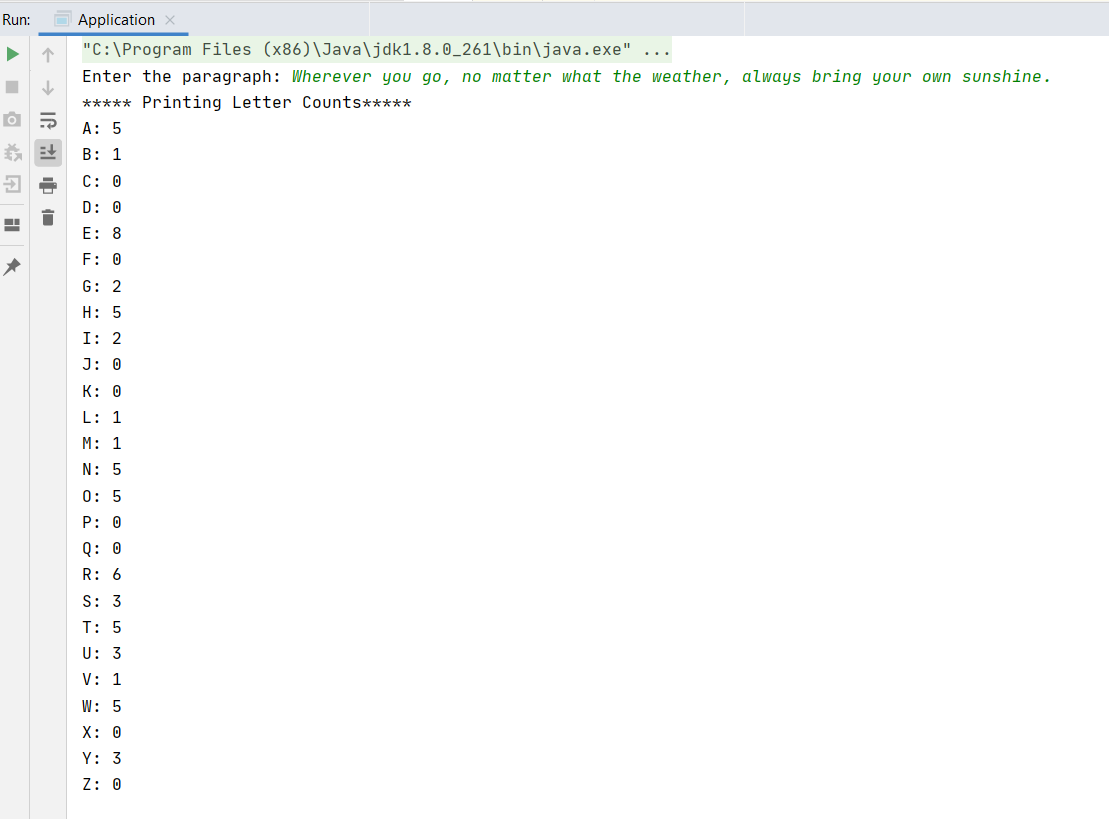 Run: Application
"C:\Program Files (x86)\Java\jdk1.8.0_261\bin\java.exe" ...
Enter the paragraph: Wherever you go, no matter what the weather, always bring your own sunshine.
***** Printing Letter Counts*****
A: 5
B: 1
C: 0
D: 0
E: 8
F: 0
G: 2
H: 5
I: 2
J: 0
K: 0
L: 1
M: 1
N: 5
O: 5
P: 0
Q: 0
R: 6
S: 3
T: 5
U: 3
V: 1
W: 5
X: 0
Y: 3
Z: 0